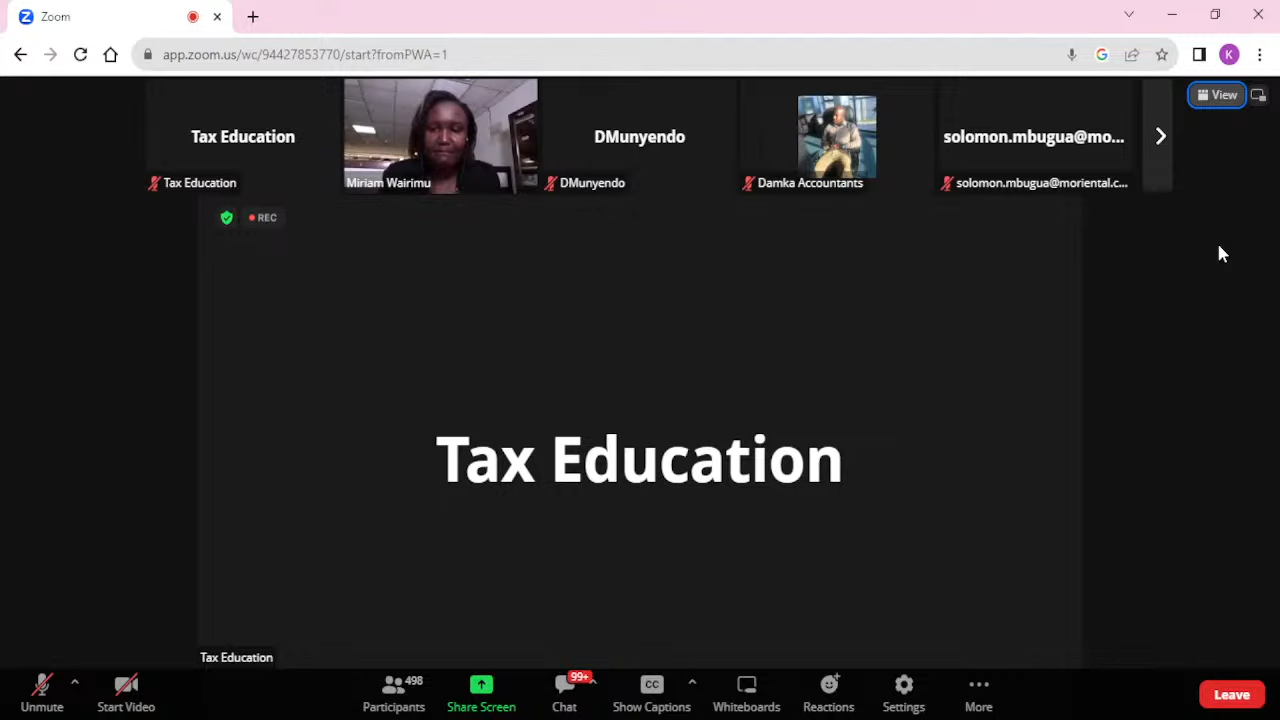 Zoom
app.zoom.us/wc/94427853770/start?fromPWA=1
K
Tax Education
DMunyendo
solomon.mbugua@mo...
View
Tax Education
Miriam Wairimu
DMunyendo
Damka Accountants
solomon.mbugua@moriental.c...
REC
Tax Education
Tax Education
498
99+
CC
Unmute
Start Video
Participants
Share Screen
Chat
Show Captions
Whiteboards
Reactions
Settings
More
Leave